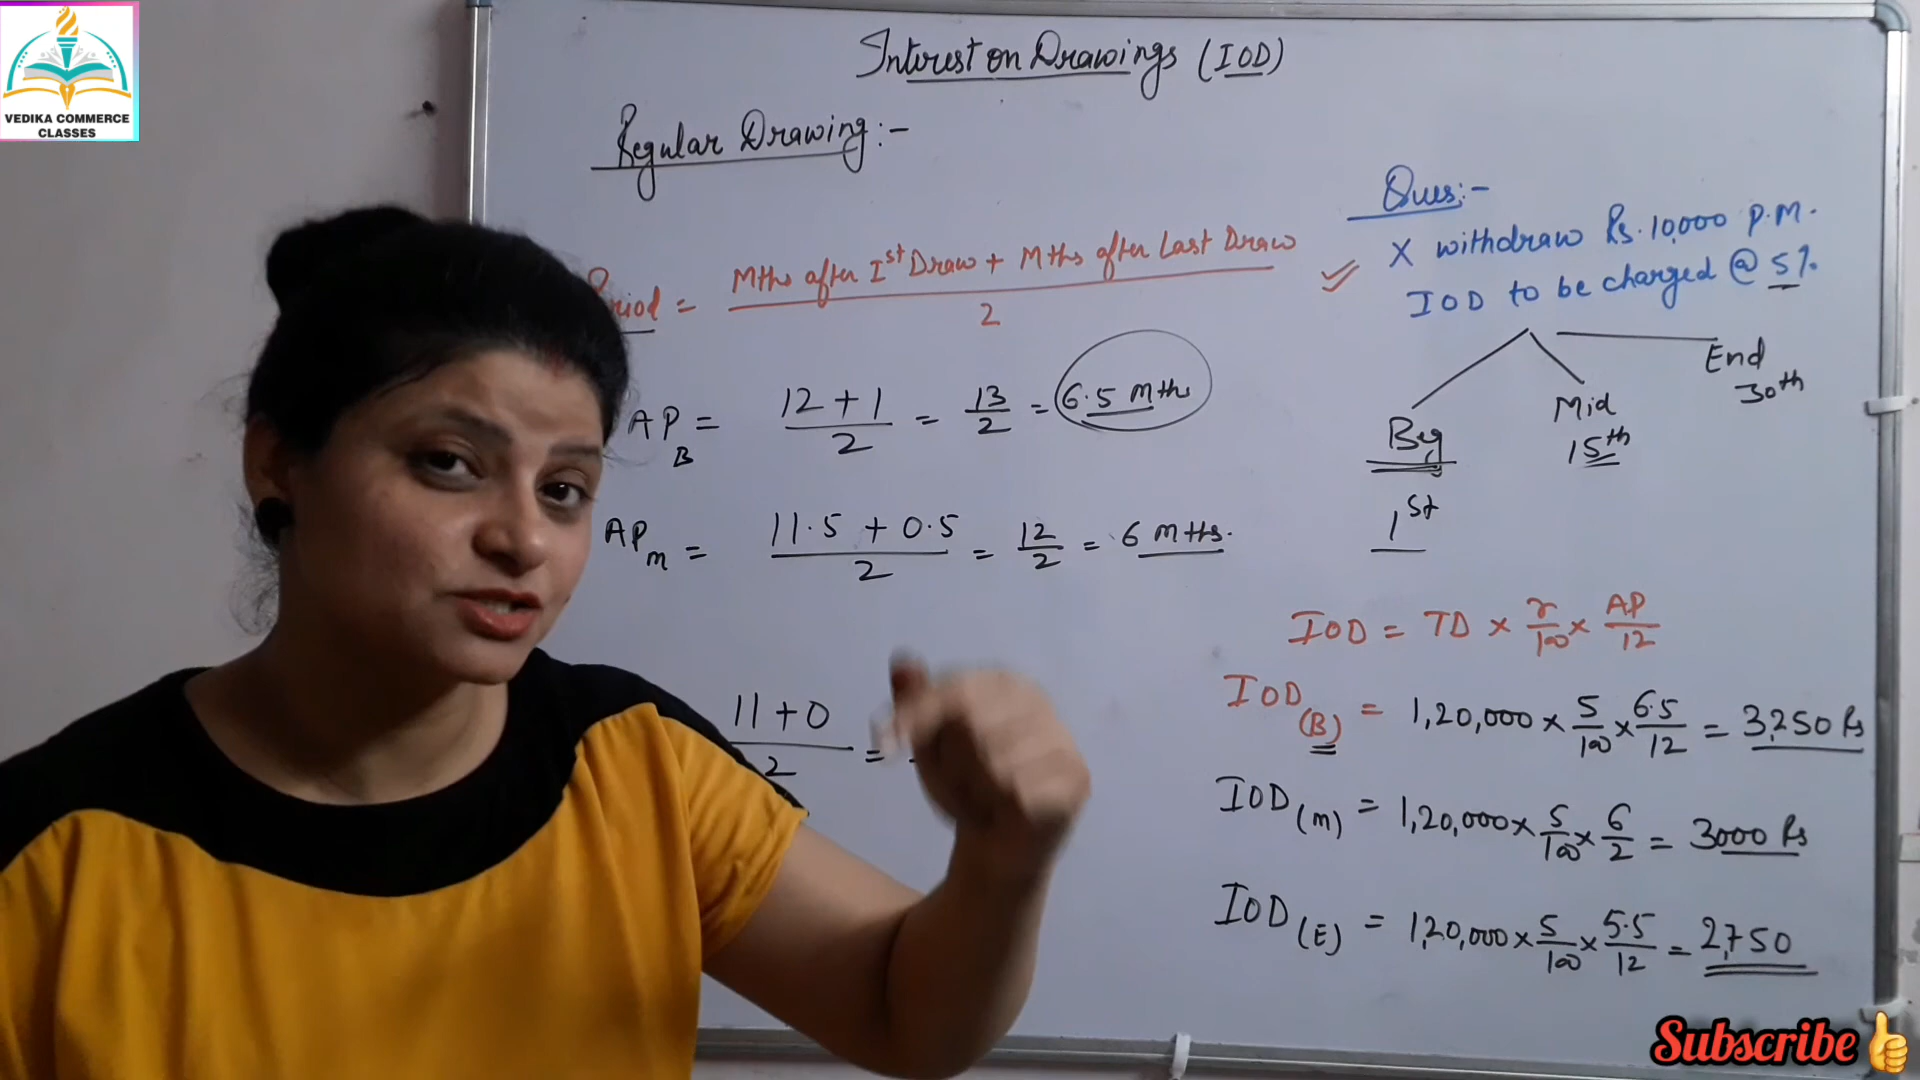 VEDIKA COMMERCE
CLASSES
Interest on Drawings (IOD)
Regular Drawing:-
Period = Mths after Ist Draw + Mths after Last Draw / 2
AP B = 12 + 1 / 2 = 13 / 2 = 6.5 Mths
AP m = 11.5 + 0.5 / 2 = 12 / 2 = 6 Mths.
11 + 0 / 2 =
Ques:-
X withdraw Rs. 10,000 P.M.
IOD to be charged @ 5%.
Beg
1st
Mid
15th
End
30th
IOD = TD × r/100 × AP/12
IOD (B) = 1,20,000 × 5/100 × 6.5/12 = 3,250 Rs
IOD (m) = 1,20,000 × 5/100 × 6/2 = 3000 Rs
IOD (E) = 1,20,000 × 5/100 × 5.5/12 = 2,750
Subscribe